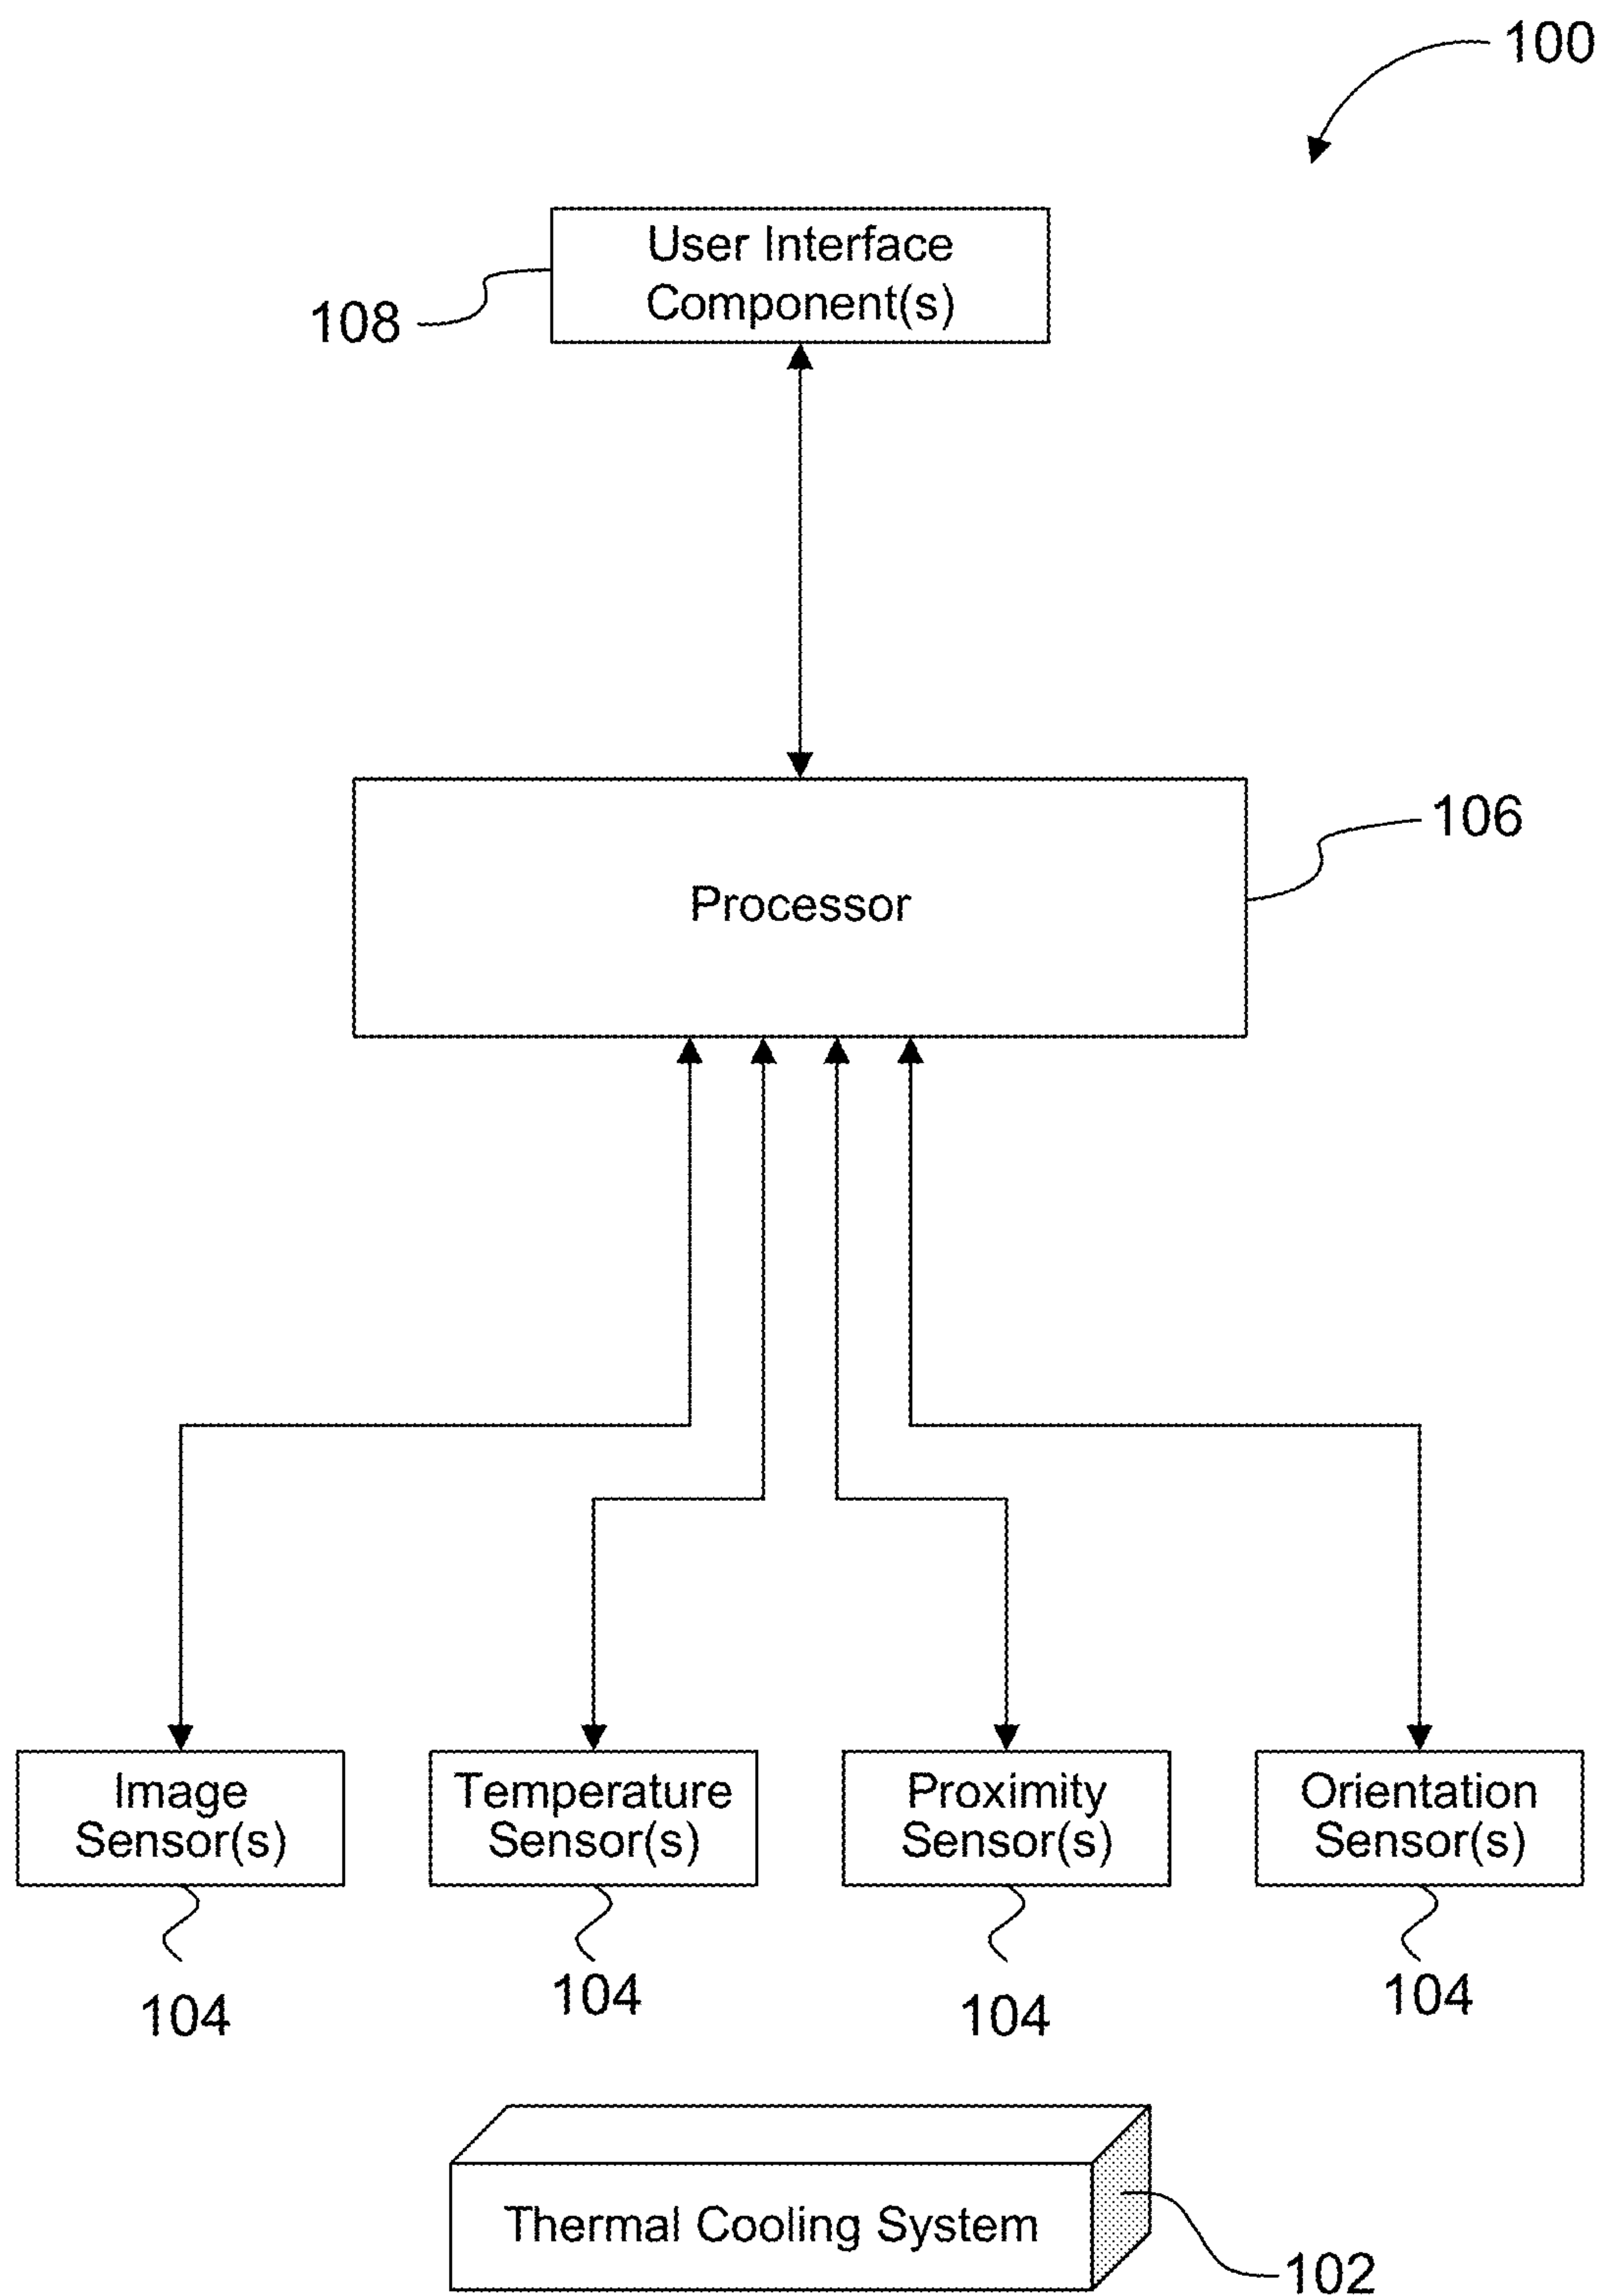 100
User Interface
Component(s)
108
106
Processor
Image
Sensor(s)
Temperature
Sensor(s)
Proximity
Sensor(s)
Orientation
Sensor(s)
104
104
104
104
Thermal Cooling System
102